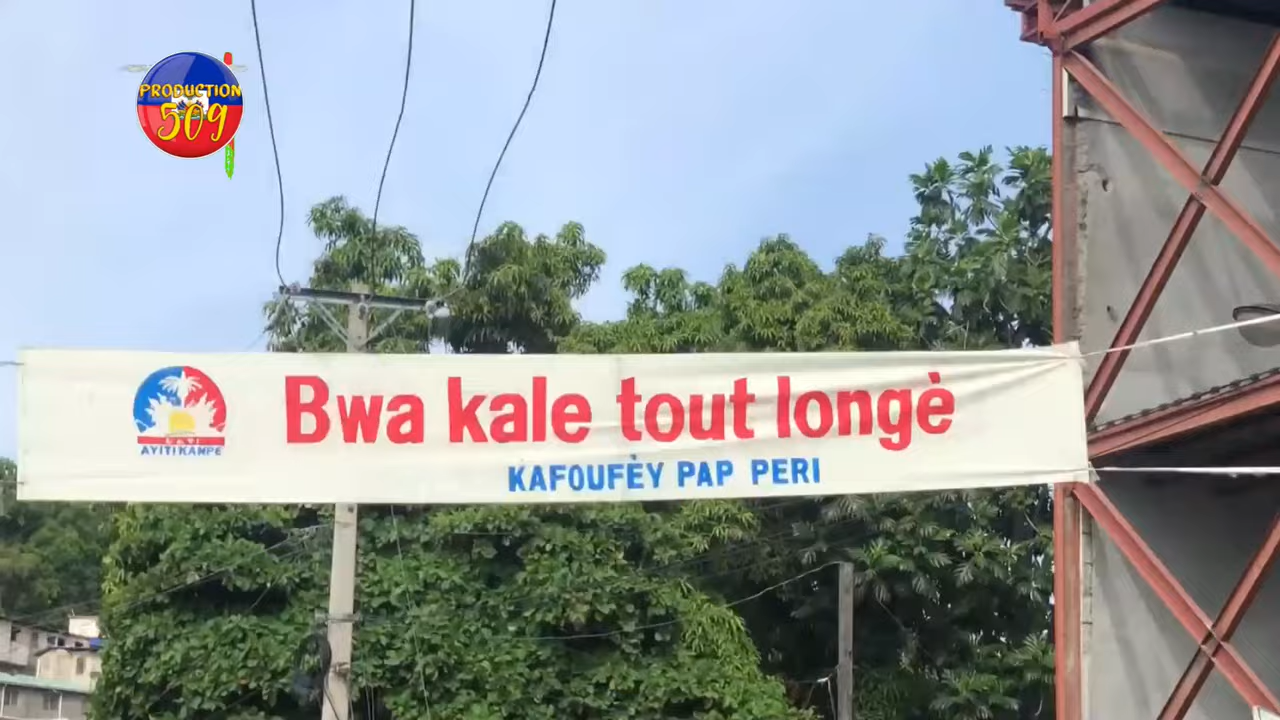 PRODUCTION
509
Bwa kale tout longè
KAFOUFÈY PAP PERI
AYITI KANPE